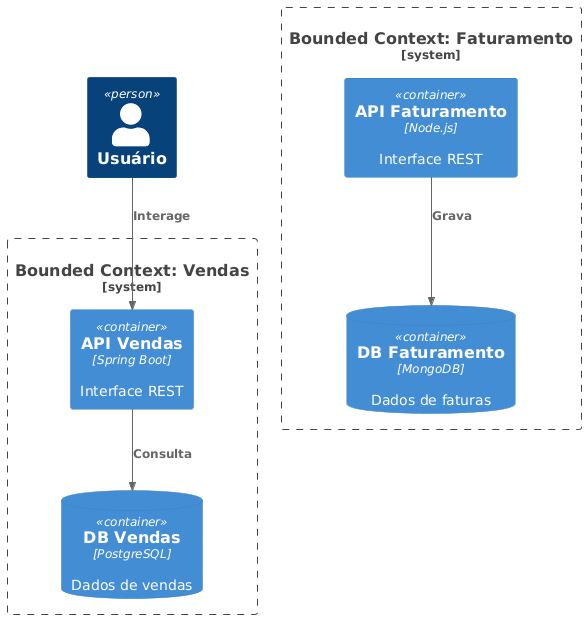 «person»
Usuário
Interage
Bounded Context: Vendas
[system]
«container»
API Vendas
[Spring Boot]
Interface REST
Consulta
«container»
DB Vendas
[PostgreSQL]
Dados de vendas
Bounded Context: Faturamento
[system]
«container»
API Faturamento
[Node.js]
Interface REST
Grava
«container»
DB Faturamento
[MongoDB]
Dados de faturas